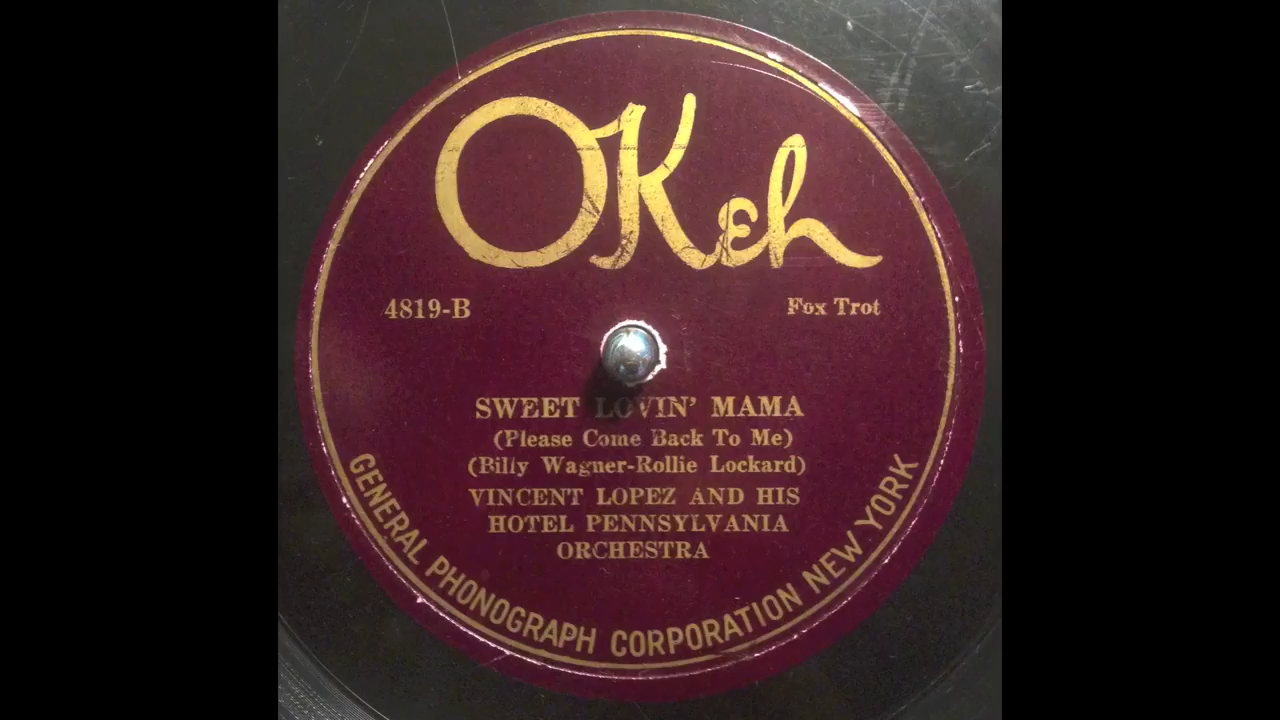 OKeh
4819-B
Fox Trot
SWEET LOVIN' MAMA
(Please Come Back To Me)
(Billy Wagner-Rollie Lockard)
VINCENT LOPEZ AND HIS
HOTEL PENNSYLVANIA
ORCHESTRA
GENERAL PHONOGRAPH CORPORATION NEW YORK